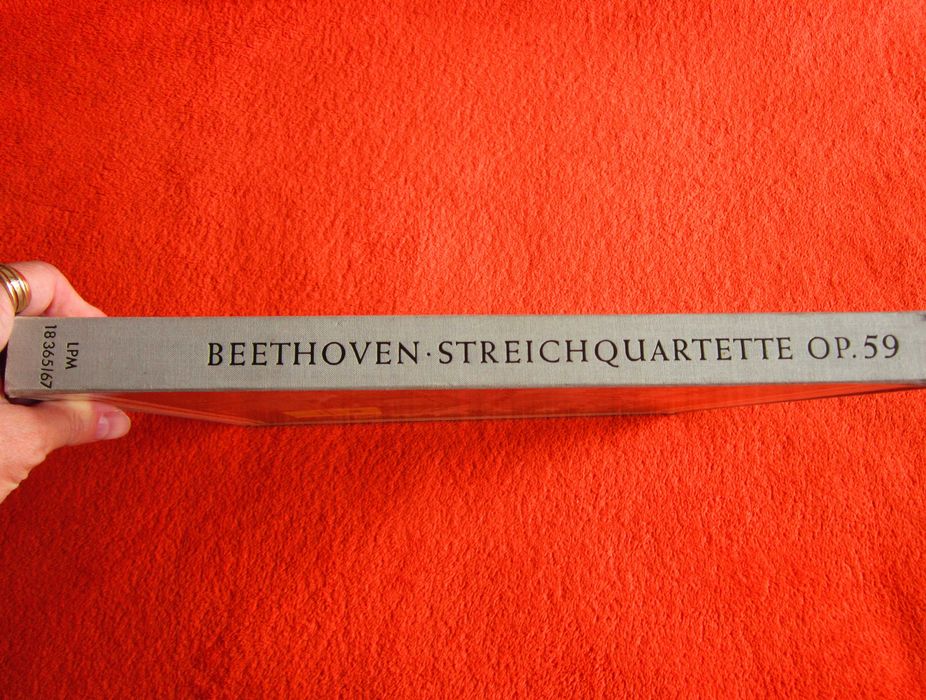 LPM
18365/67
BEETHOVEN · STREICHQUARTETTE OP. 59